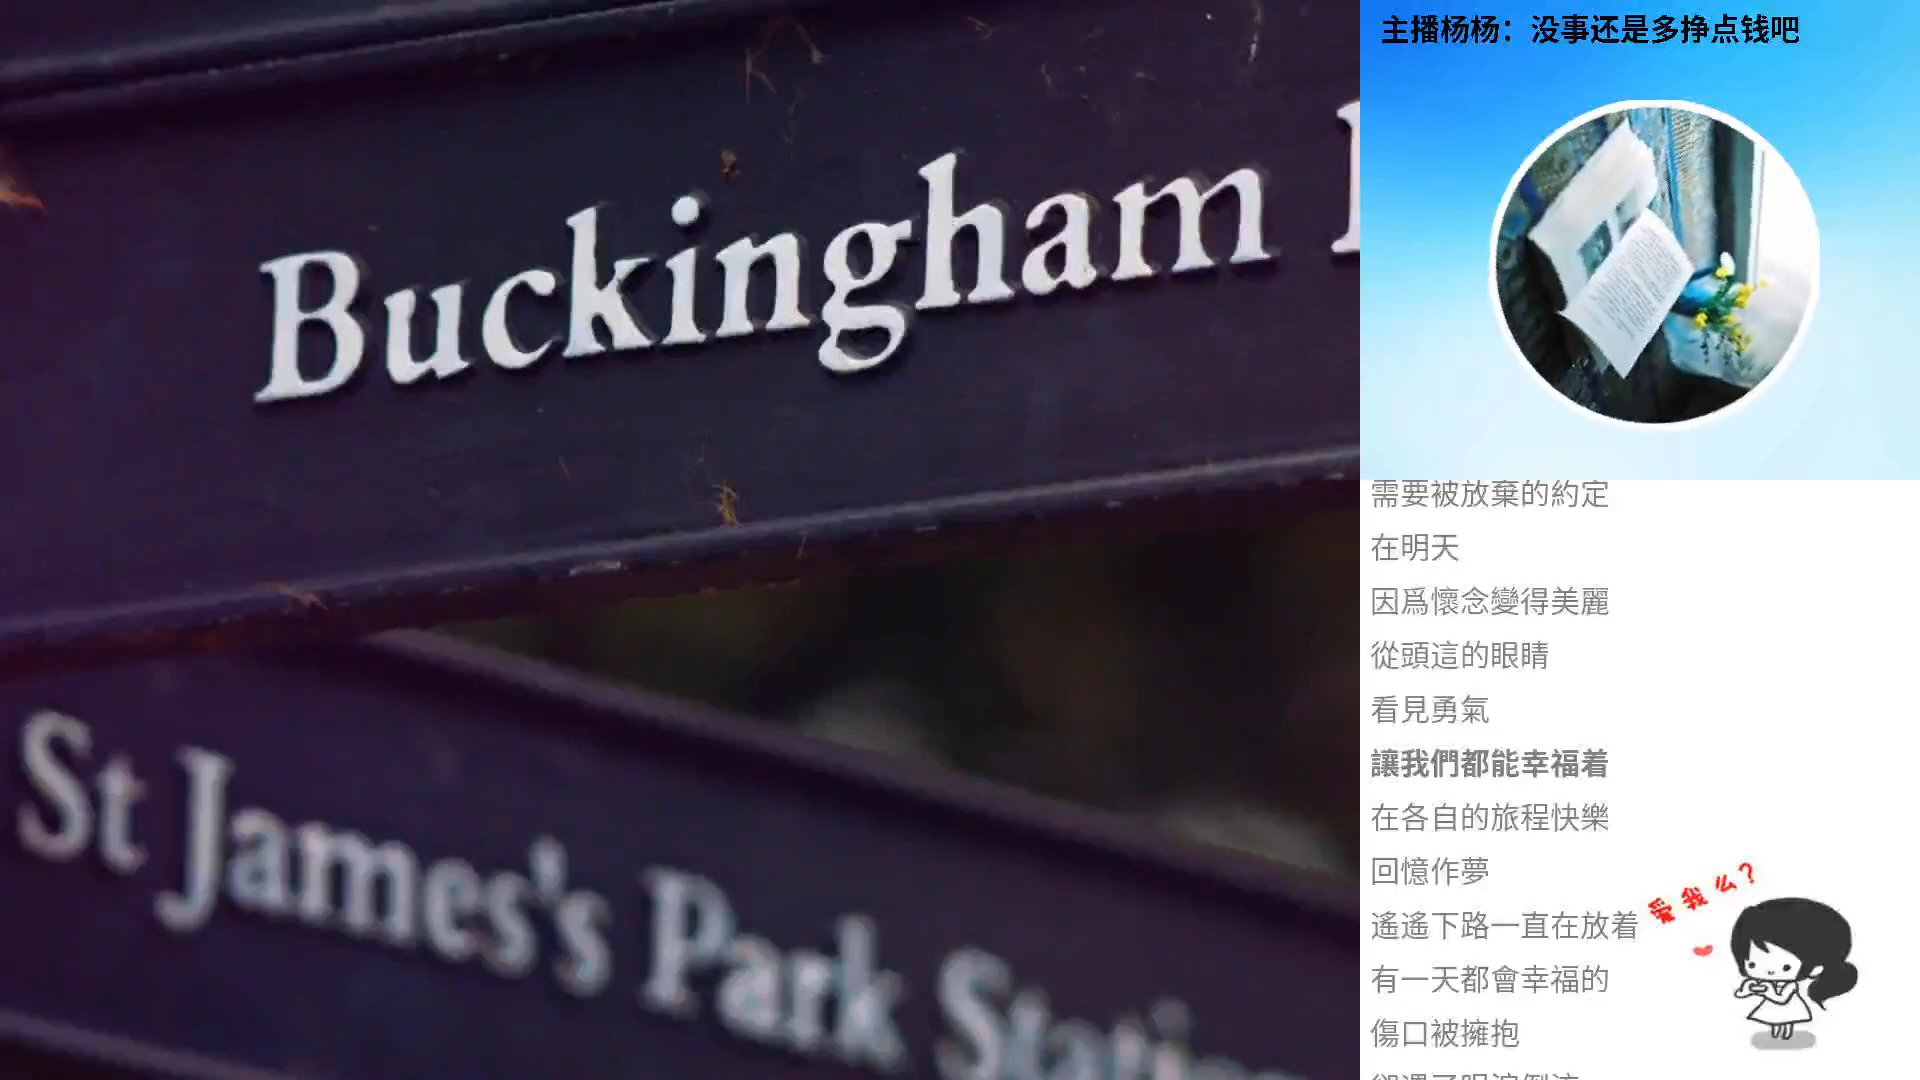 Buckingham
St James's Park
主播杨杨：没事还是多挣点钱吧
需要被放棄的約定
在明天
因爲懷念變得美麗
從頭這的眼睛
看見勇氣
讓我們都能幸福着
在各自的旅程快樂
回憶作夢
遙遙下路一直在放着
有一天都會幸福的
傷口被擁抱
爱我么？